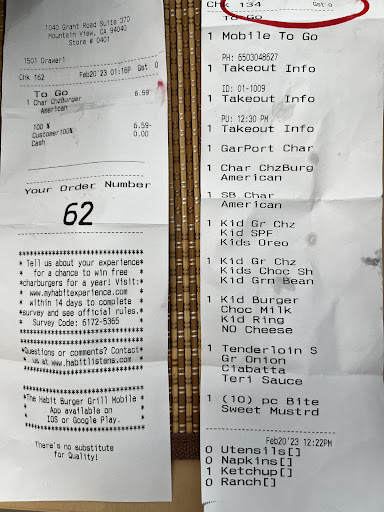 1040 Grant Road Suite 370
Mountain View, CA 94040
Store # 0401
1501 Drawer1
Chk 162 Feb20'23 01:16P Gst 0
To Go
1 Char ChzBurger 6.59
American
100 % 6.59-
Customer100% 0.00
Cash
Your Order Number
62
* Tell us about your experience *
* for a chance to win free *
* charburgers for a year! Visit: *
* www.myhabitexperience.com *
* within 14 days to complete *
* survey and see official rules. *
* Survey Code: 6172-5365 *
*Questions or comments? Contact*
* us at www.habitlistens.com *
*The Habit Burger Grill Mobile *
* App available on *
* IOS or Google Play. *
There's no substitute
for Quality!
Chk 134 Gst 0
To Go
1 Mobile To Go
PH: 6503048627
1 Takeout Info
ID: 01-1009
1 Takeout Info
PU: 12:30 PM
1 Takeout Info
1 GarPort Char
1 Char ChzBurg
American
1 SB Char
American
1 Kid Gr Chz
Kid SPF
Kids Oreo
1 Kid Gr Chz
Kids Choc Sh
Kid Grn Bean
1 Kid Burger
Choc Milk
Kid Ring
NO Cheese
1 Tenderloin S
Gr Onion
Ciabatta
Teri Sauce
1 (10) pc Bite
Sweet Mustrd
Feb20'23 12:22PM
0 Utensils[]
0 Napkins[]
1 Ketchup[]
0 Ranch[]